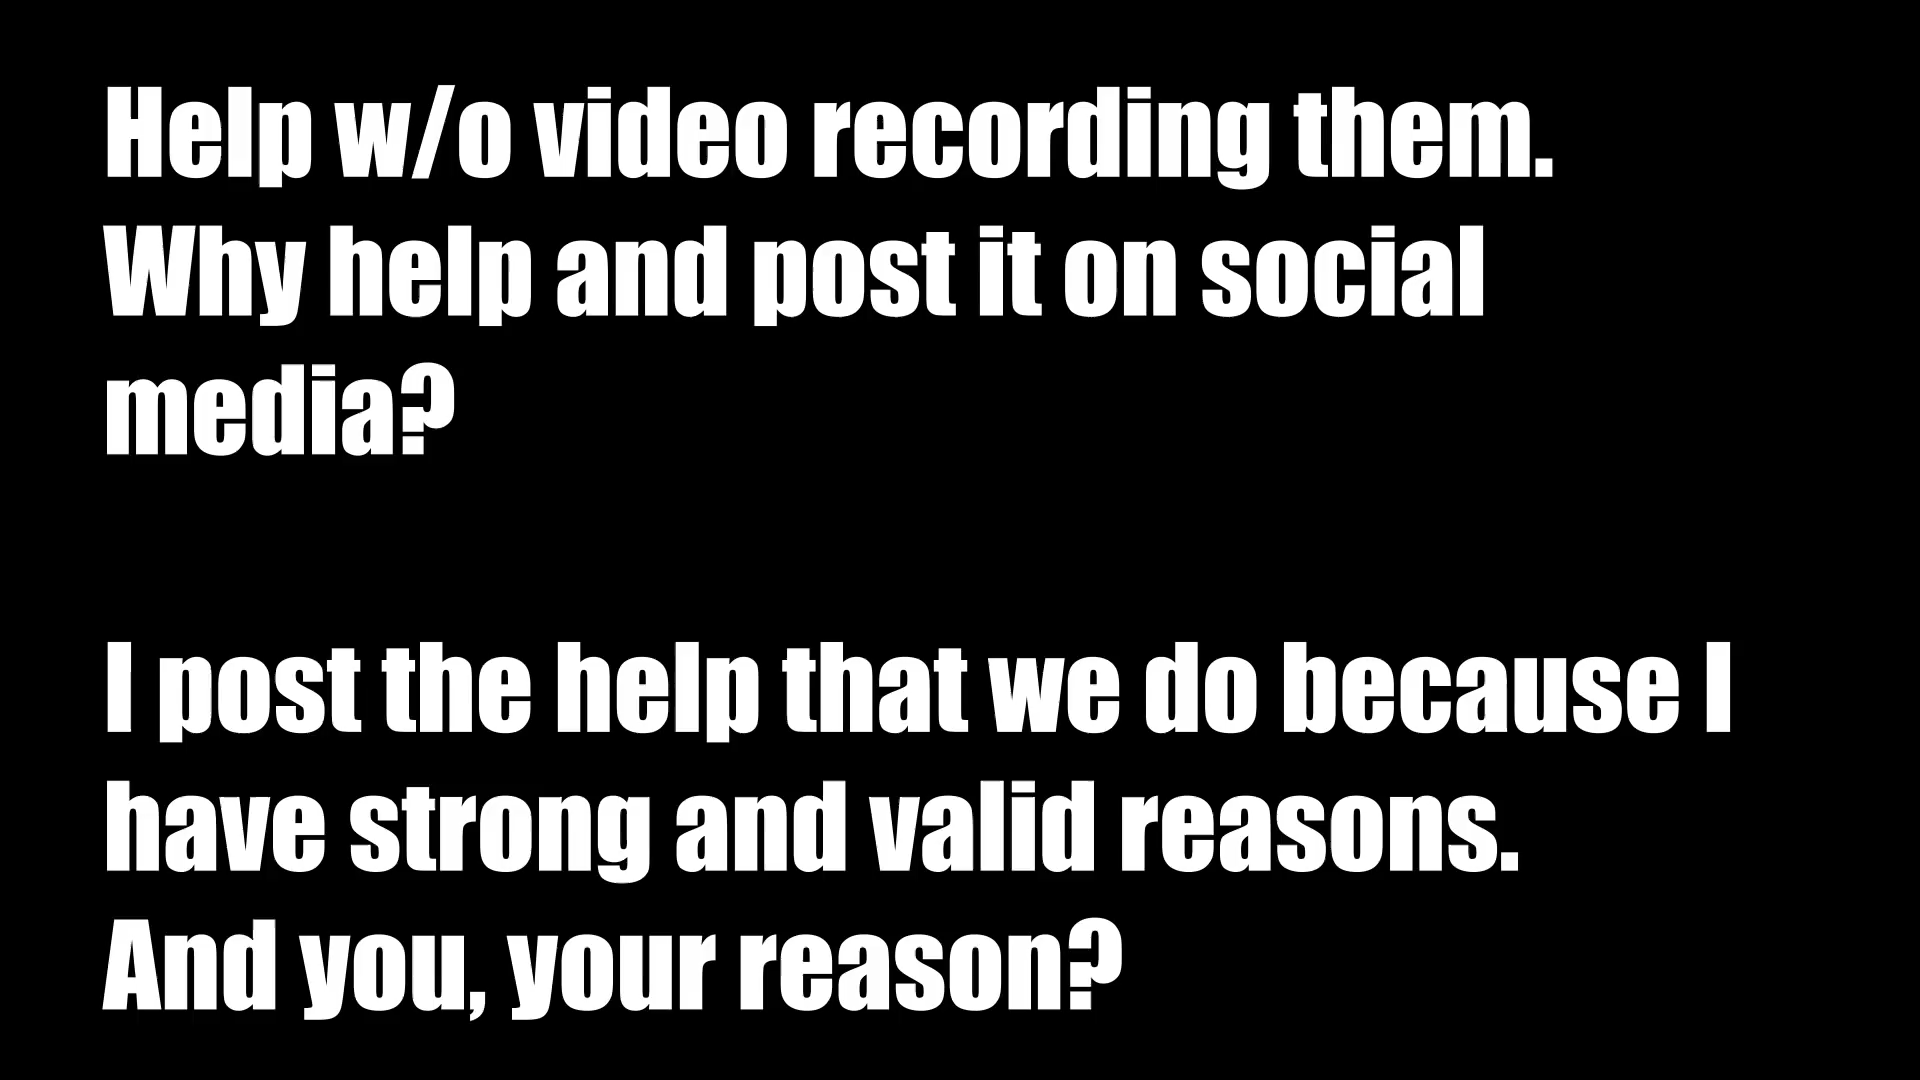 Help w/o video recording them.
Why help and post it on social
media?
I post the help that we do because I
have strong and valid reasons.
And you, your reason?